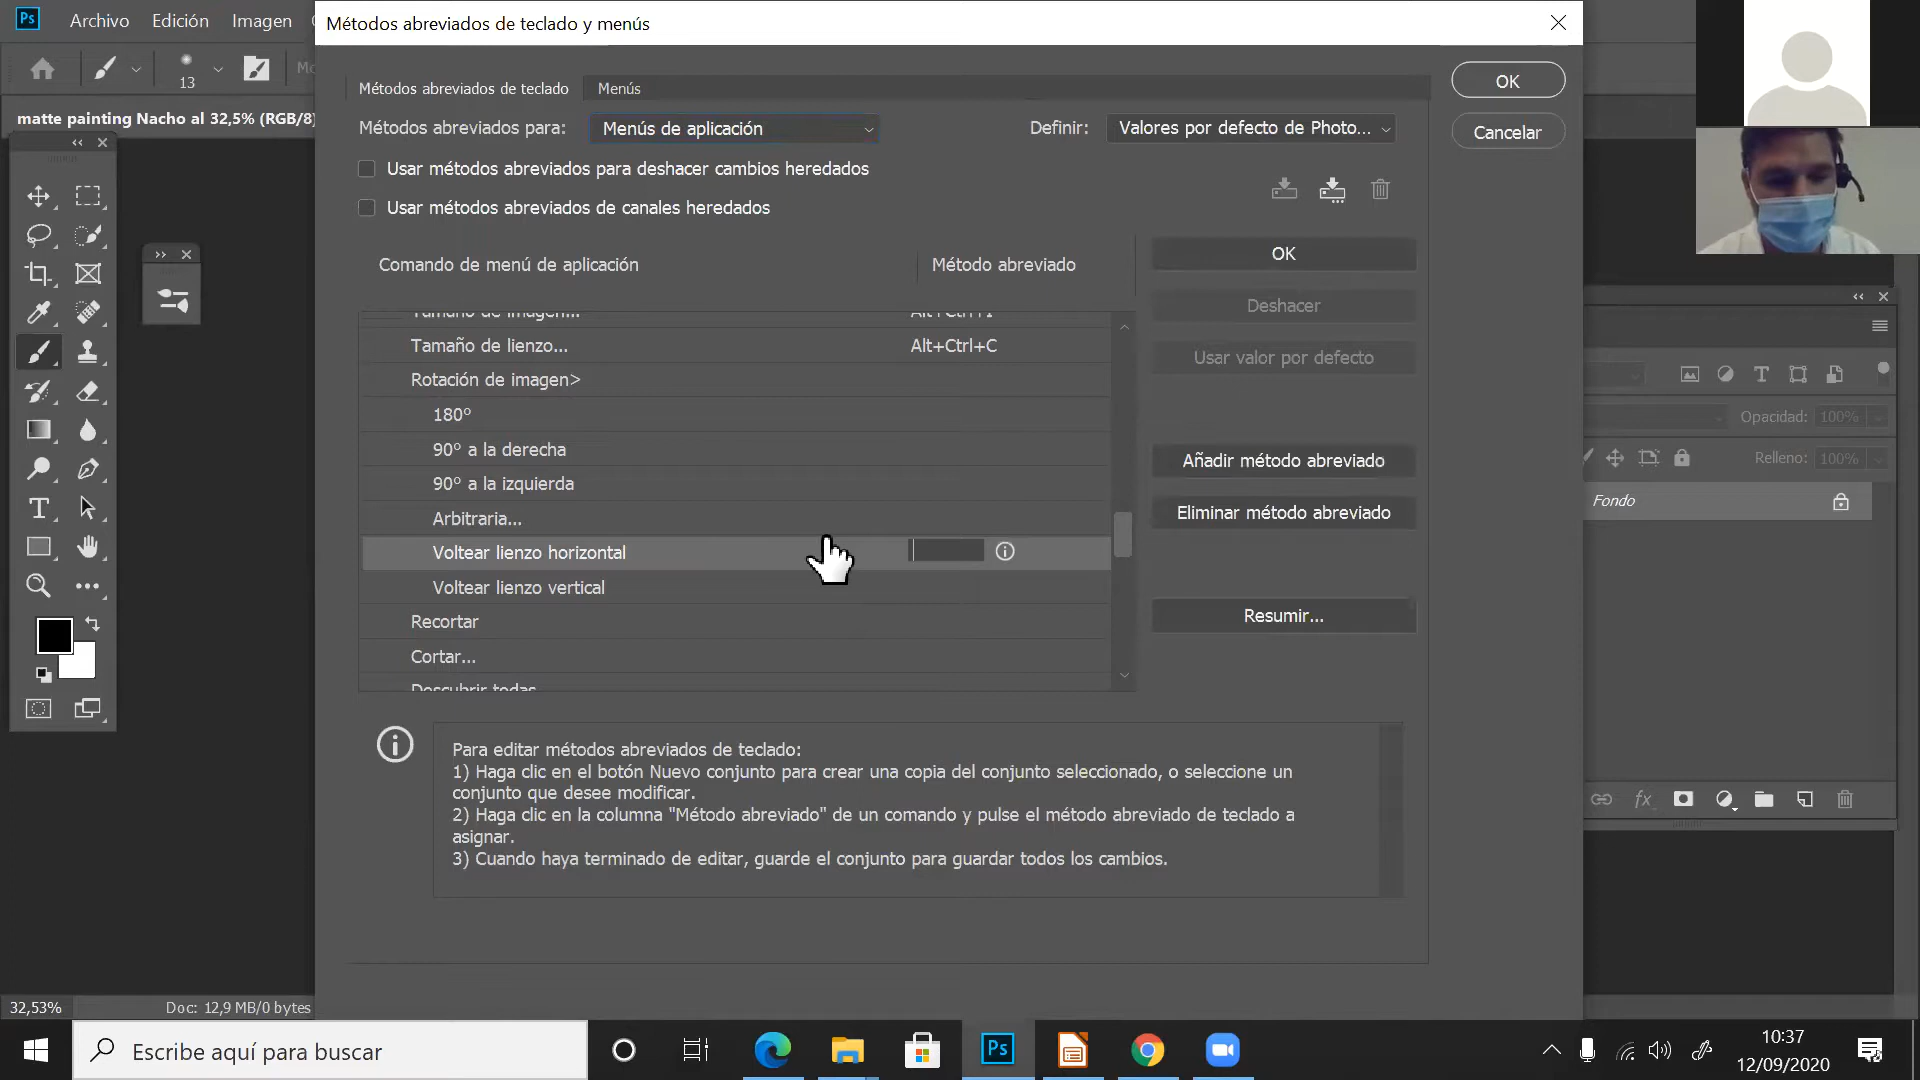 Ps Archivo Edición Imagen
Métodos abreviados de teclado y menús
OK
Cancelar
13
Métodos abreviados de teclado Menús
Métodos abreviados para: Menús de aplicación
Definir: Valores por defecto de Photo...
matte painting Nacho al 32,5% (RGB/8)
Usar métodos abreviados para deshacer cambios heredados
Usar métodos abreviados de canales heredados
Comando de menú de aplicación Método abreviado
OK
Deshacer
Usar valor por defecto
Añadir método abreviado
Eliminar método abreviado
Resumir...
Tamaño de imagen... Alt+Ctrl+I
Tamaño de lienzo... Alt+Ctrl+C
Rotación de imagen>
180º
90º a la derecha
90º a la izquierda
Arbitraria...
Voltear lienzo horizontal
Voltear lienzo vertical
Recortar
Cortar...
Descubrir todas
Opacidad: 100%
Relleno: 100%
Fondo
Para editar métodos abreviados de teclado:
1) Haga clic en el botón Nuevo conjunto para crear una copia del conjunto seleccionado, o seleccione un
conjunto que desee modificar.
2) Haga clic en la columna "Método abreviado" de un comando y pulse el método abreviado de teclado a
asignar.
3) Cuando haya terminado de editar, guarde el conjunto para guardar todos los cambios.
32,53% Doc: 12,9 MB/0 bytes
Escribe aquí para buscar
Ps
10:37
12/09/2020